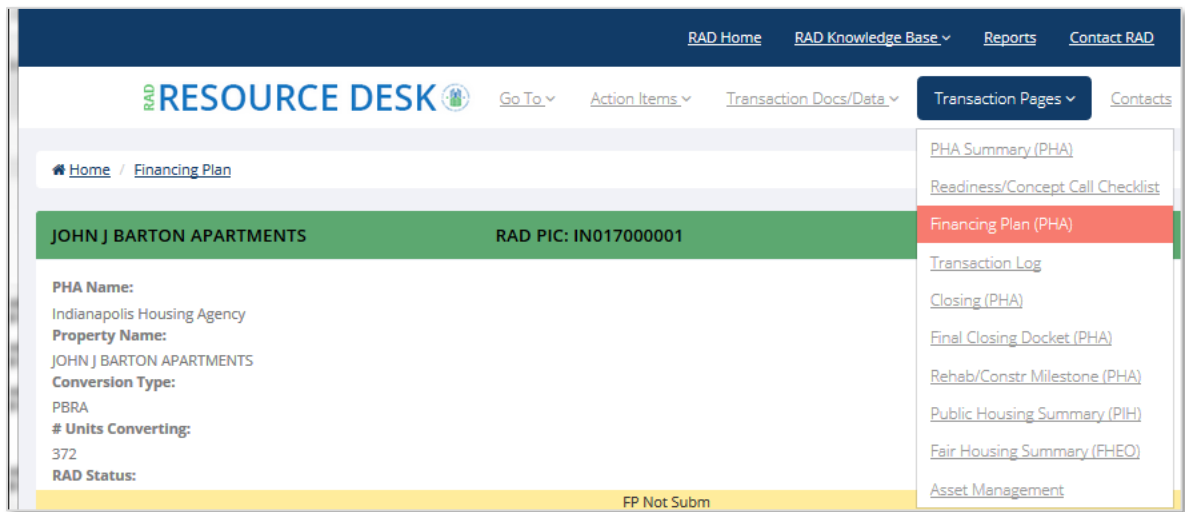 RAD Home RAD Knowledge Base Reports Contact RAD
RAD RESOURCE DESK Go To Action Items Transaction Docs/Data Transaction Pages Contacts
PHA Summary (PHA)
Home / Financing Plan
Readiness/Concept Call Checklist
Financing Plan (PHA)
JOHN J BARTON APARTMENTS RAD PIC: IN017000001
Transaction Log
PHA Name:
Closing (PHA)
Indianapolis Housing Agency
Property Name:
Final Closing Docket (PHA)
JOHN J BARTON APARTMENTS
Conversion Type:
Rehab/Constr Milestone (PHA)
PBRA
# Units Converting:
Public Housing Summary (PIH)
372
Fair Housing Summary (FHEO)
RAD Status:
Asset Management
FP Not Subm